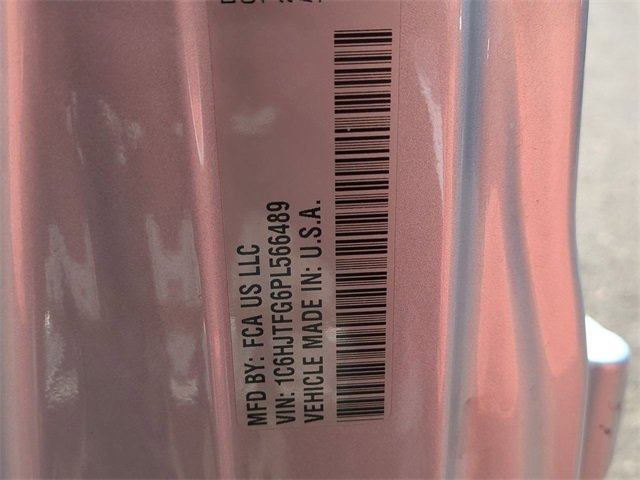 MFD BY: FCA US LLC
VIN: 1C6HJTFG6PL566489
VEHICLE MADE IN: U.S.A.